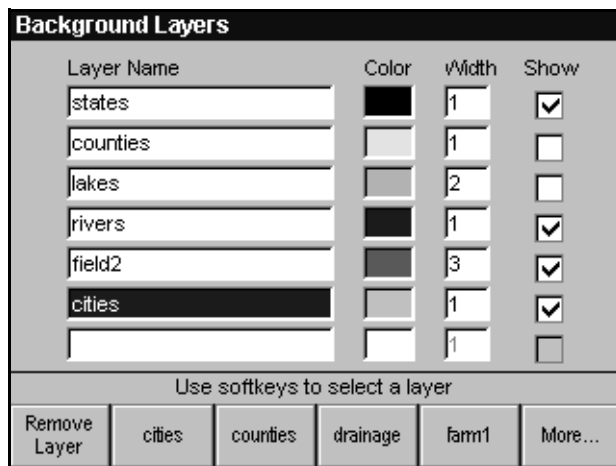 Background Layers
Layer Name Color Width Show
states 1
counties 1
lakes 2
rivers 1
field2 3
cities 1
1
Use softkeys to select a layer
Remove Layer cities counties drainage farm1 More...